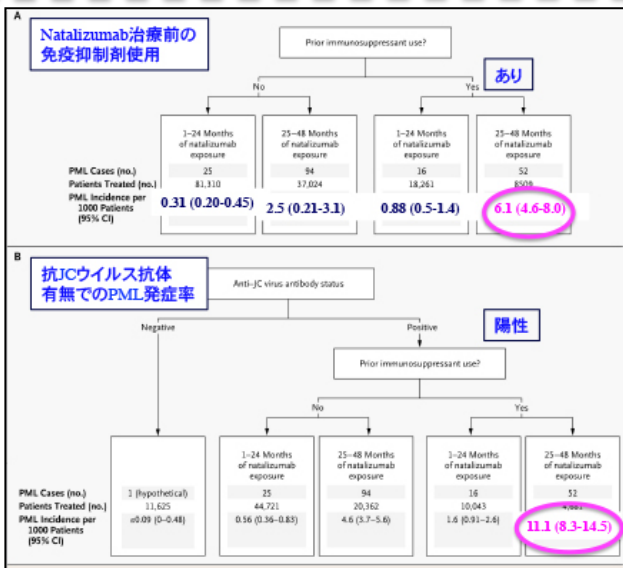 A
Natalizumab治療前の
免疫抑制剤使用
Prior immunosuppressant use?
あり
No
Yes
1–24 Months
of natalizumab
exposure
25–48 Months
of natalizumab
exposure
1–24 Months
of natalizumab
exposure
25–48 Months
of natalizumab
exposure
PML Cases (no.) 25 94 16 52
Patients Treated (no.) 81,310 37,024 18,261 8509
PML Incidence per
1000 Patients
(95% CI)
0.31 (0.20-0.45) 2.5 (0.21-3.1) 0.88 (0.5-1.4) 6.1 (4.6-8.0)
B
抗JCウイルス抗体
有無でのPML発症率
Anti–JC virus antibody status
Negative
Positive
陽性
Prior immunosuppressant use?
No
Yes
1–24 Months
of natalizumab
exposure
25–48 Months
of natalizumab
exposure
1–24 Months
of natalizumab
exposure
25–48 Months
of natalizumab
exposure
PML Cases (no.) 1 (hypothetical) 25 94 16 52
Patients Treated (no.) 11,625 44,721 20,362 10,043
PML Incidence per
1000 Patients
(95% CI)
≤0.09 (0–0.48) 0.56 (0.36–0.83) 4.6 (3.7–5.6) 1.6 (0.91–2.6) 11.1 (8.3-14.5)